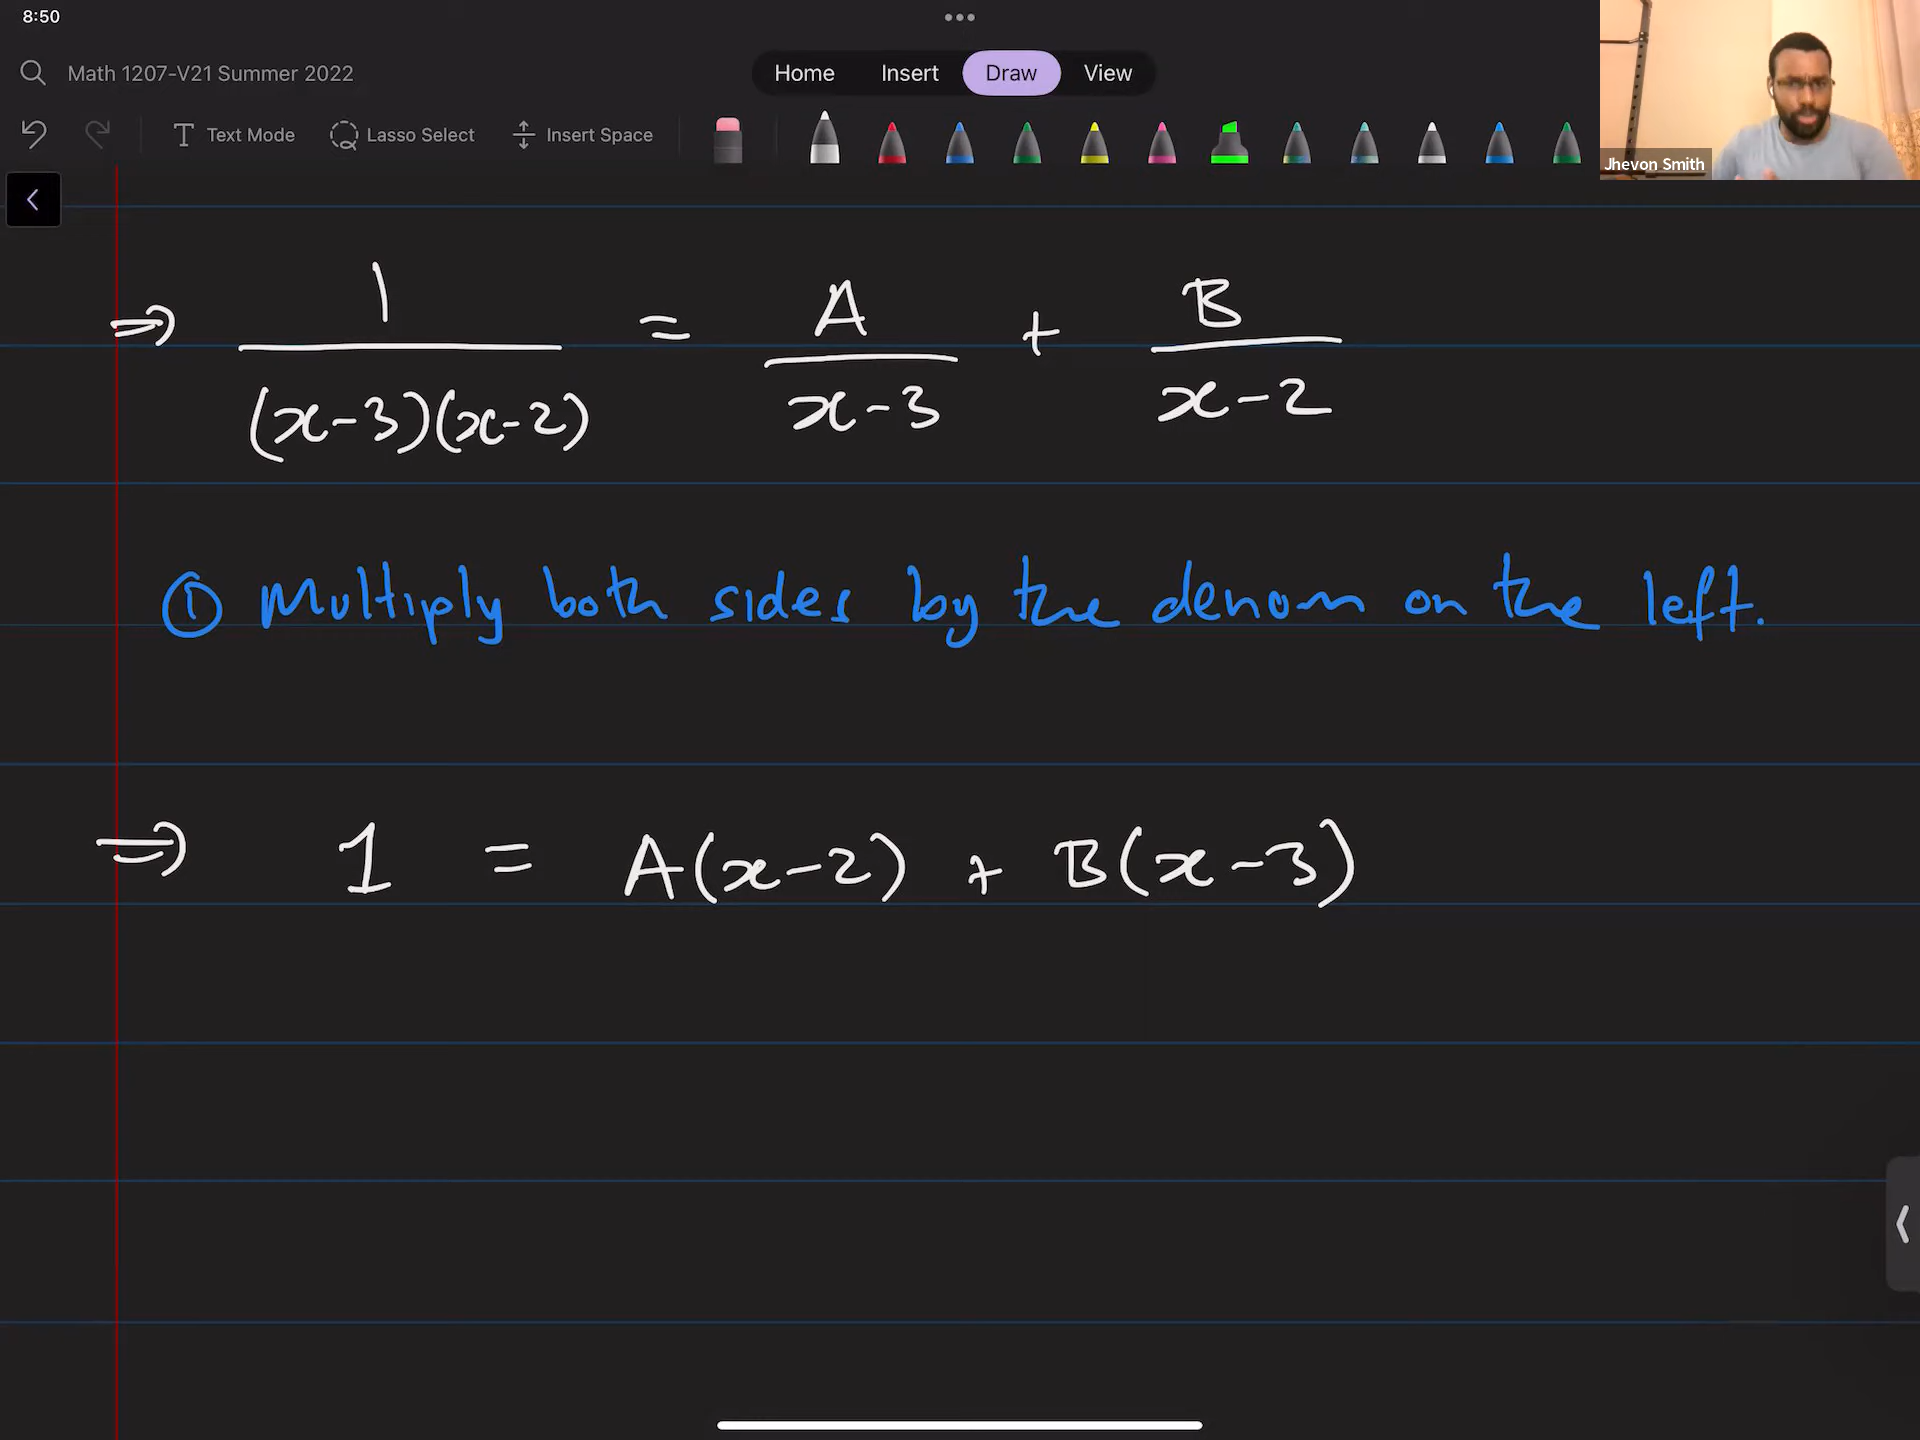 8:50
Math 1207-V21 Summer 2022
Home Insert Draw View
Text Mode Lasso Select Insert Space
Jhevon Smith
⇒ 1 = A + B
(x-3)(x-2) x-3 x-2
① Multiply both sides by the denom on the left.
⇒ 1 = A(x-2) + B(x-3)